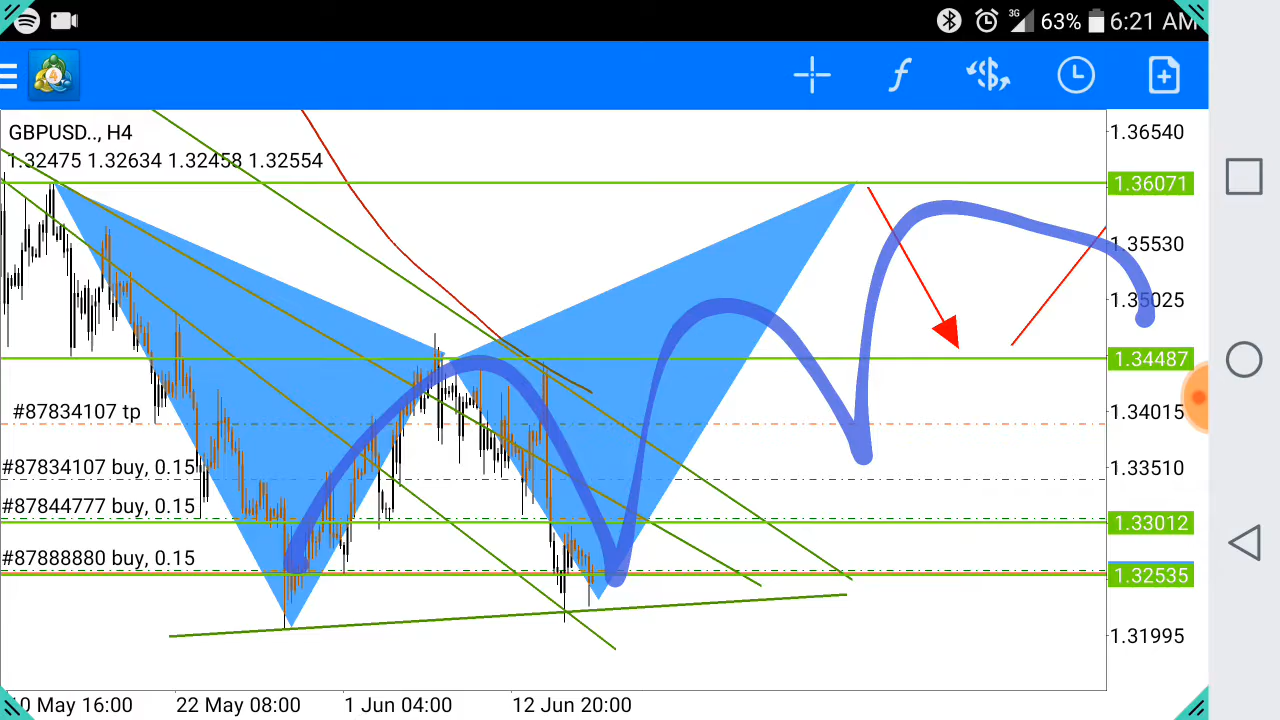 3G 63% 6:21 AM
4
f $
GBPUSD.., H4
1.32475 1.32634 1.32458 1.32554
#87834107 tp
#87834107 buy, 0.15
#87844777 buy, 0.15
#87888880 buy, 0.15
1.36540
1.36071
1.35530
1.35025
1.34487
1.34015
1.33510
1.33012
1.32535
1.31995
0 May 16:00 22 May 08:00 1 Jun 04:00 12 Jun 20:00